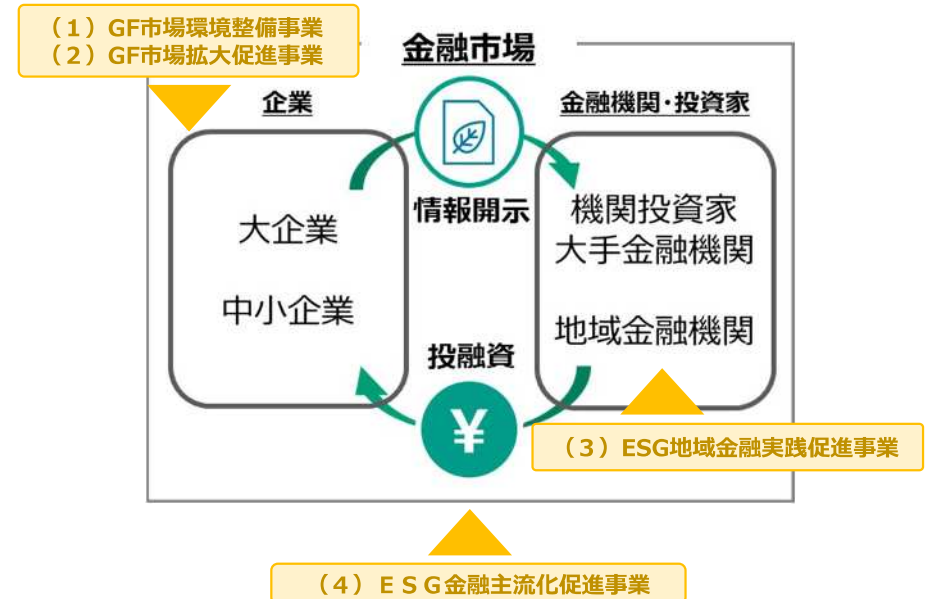 （1）GF市場環境整備事業
（2）GF市場拡大促進事業
金融市場
企業
金融機関・投資家
情報開示
大企業
中小企業
機関投資家
大手金融機関
地域金融機関
投融資
¥
（3）ESG地域金融実践促進事業
（4）ＥＳＧ金融主流化促進事業